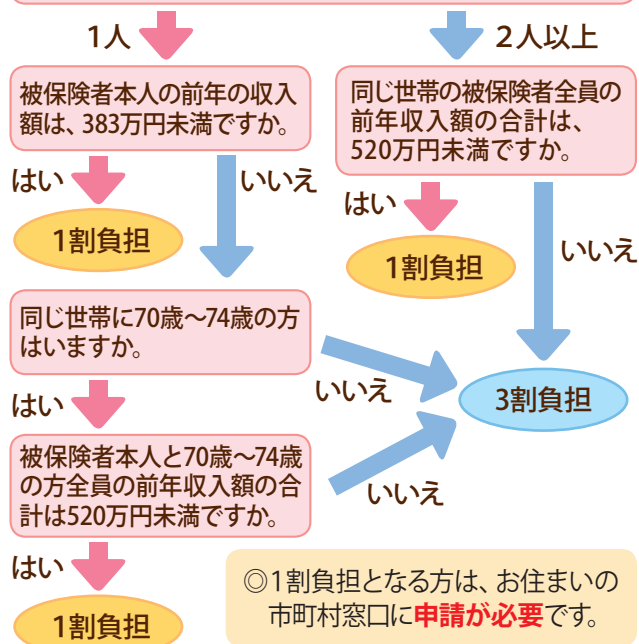 1人
2人以上
被保険者本人の前年の収入
額は、383万円未満ですか。
同じ世帯の被保険者全員の
前年収入額の合計は、
520万円未満ですか。
はい
いいえ
はい
いいえ
1割負担
1割負担
同じ世帯に70歳～74歳の方
はいますか。
いいえ
3割負担
はい
被保険者本人と70歳～74歳
の方全員の前年収入額の合
計は520万円未満ですか。
いいえ
はい
1割負担
◎1割負担となる方は、お住まいの
市町村窓口に申請が必要です。